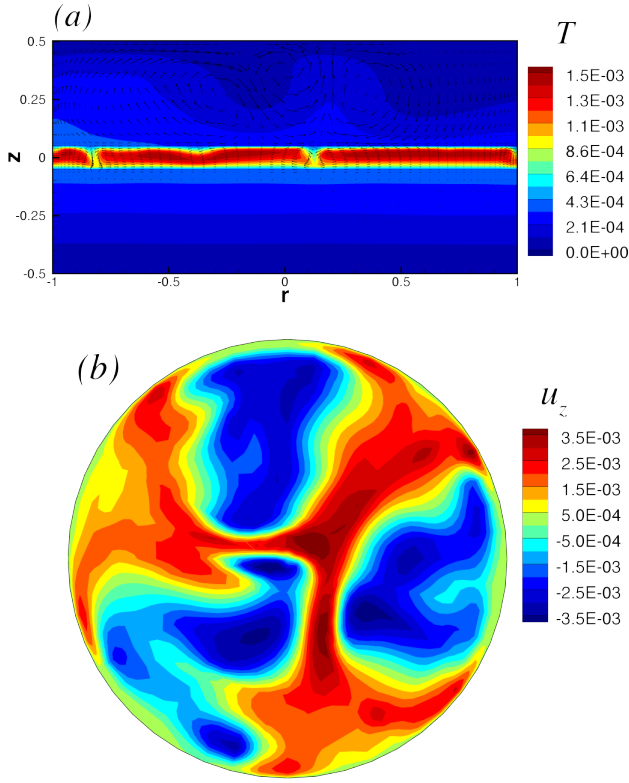 (a)
T
0.5
0.25
0
-0.25
-0.5
z
-1
-0.5
0
0.5
1
r
1.5E-03
1.3E-03
1.1E-03
8.6E-04
6.4E-04
4.3E-04
2.1E-04
0.0E+00
(b)
u_z
3.5E-03
2.5E-03
1.5E-03
5.0E-04
-5.0E-04
-1.5E-03
-2.5E-03
-3.5E-03